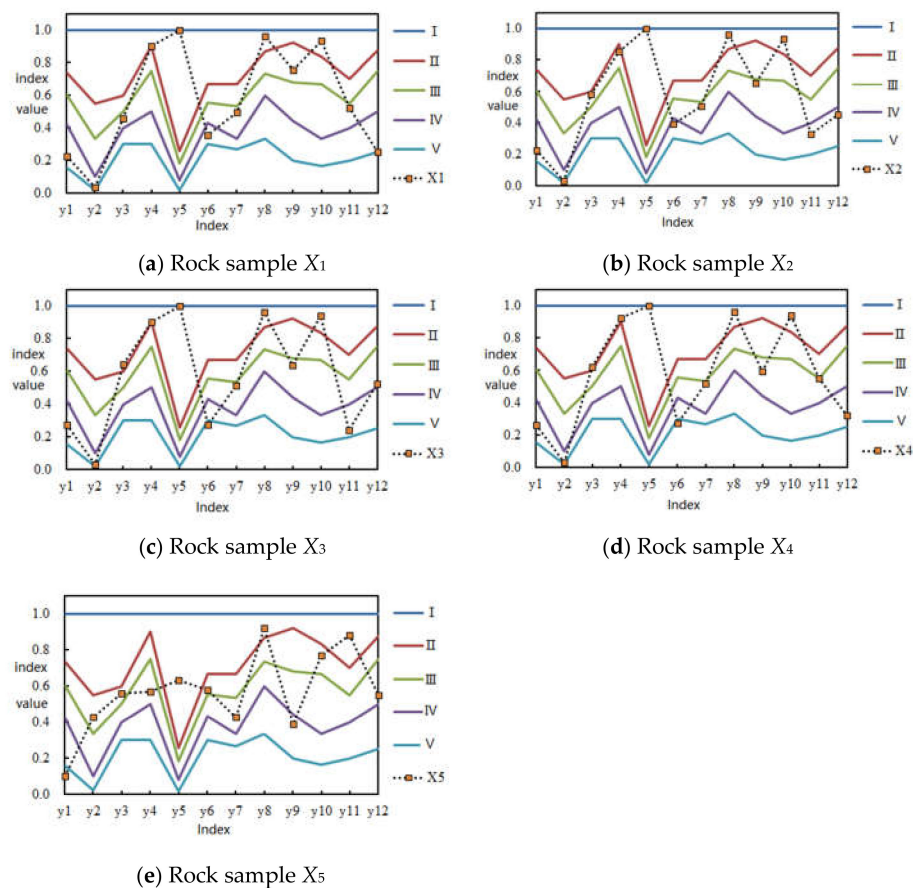 1.0
0.8
index
0.6
value
0.4
0.2
0.0
y1 y2 y3 y4 y5 y6 y7 y8 y9 y10 y11 y12
Index
I
II
III
IV
V
X1
(a) Rock sample X1
1.0
0.8
index
0.6
value
0.4
0.2
0.0
y1 y2 y3 y4 y5 y6 y7 y8 y9 y10 y11 y12
Index
I
II
III
IV
V
X2
(b) Rock sample X2
1.0
0.8
index
0.6
value
0.4
0.2
0.0
y1 y2 y3 y4 y5 y6 y7 y8 y9 y10 y11 y12
Index
I
II
III
IV
V
X3
(c) Rock sample X3
1.0
0.8
index
0.6
value
0.4
0.2
0.0
y1 y2 y3 y4 y5 y6 y7 y8 y9 y10 y11 y12
Index
I
II
III
IV
V
X4
(d) Rock sample X4
1.0
0.8
index
0.6
value
0.4
0.2
0.0
y1 y2 y3 y4 y5 y6 y7 y8 y9 y10 y11 y12
Index
I
II
III
IV
V
X5
(e) Rock sample X5